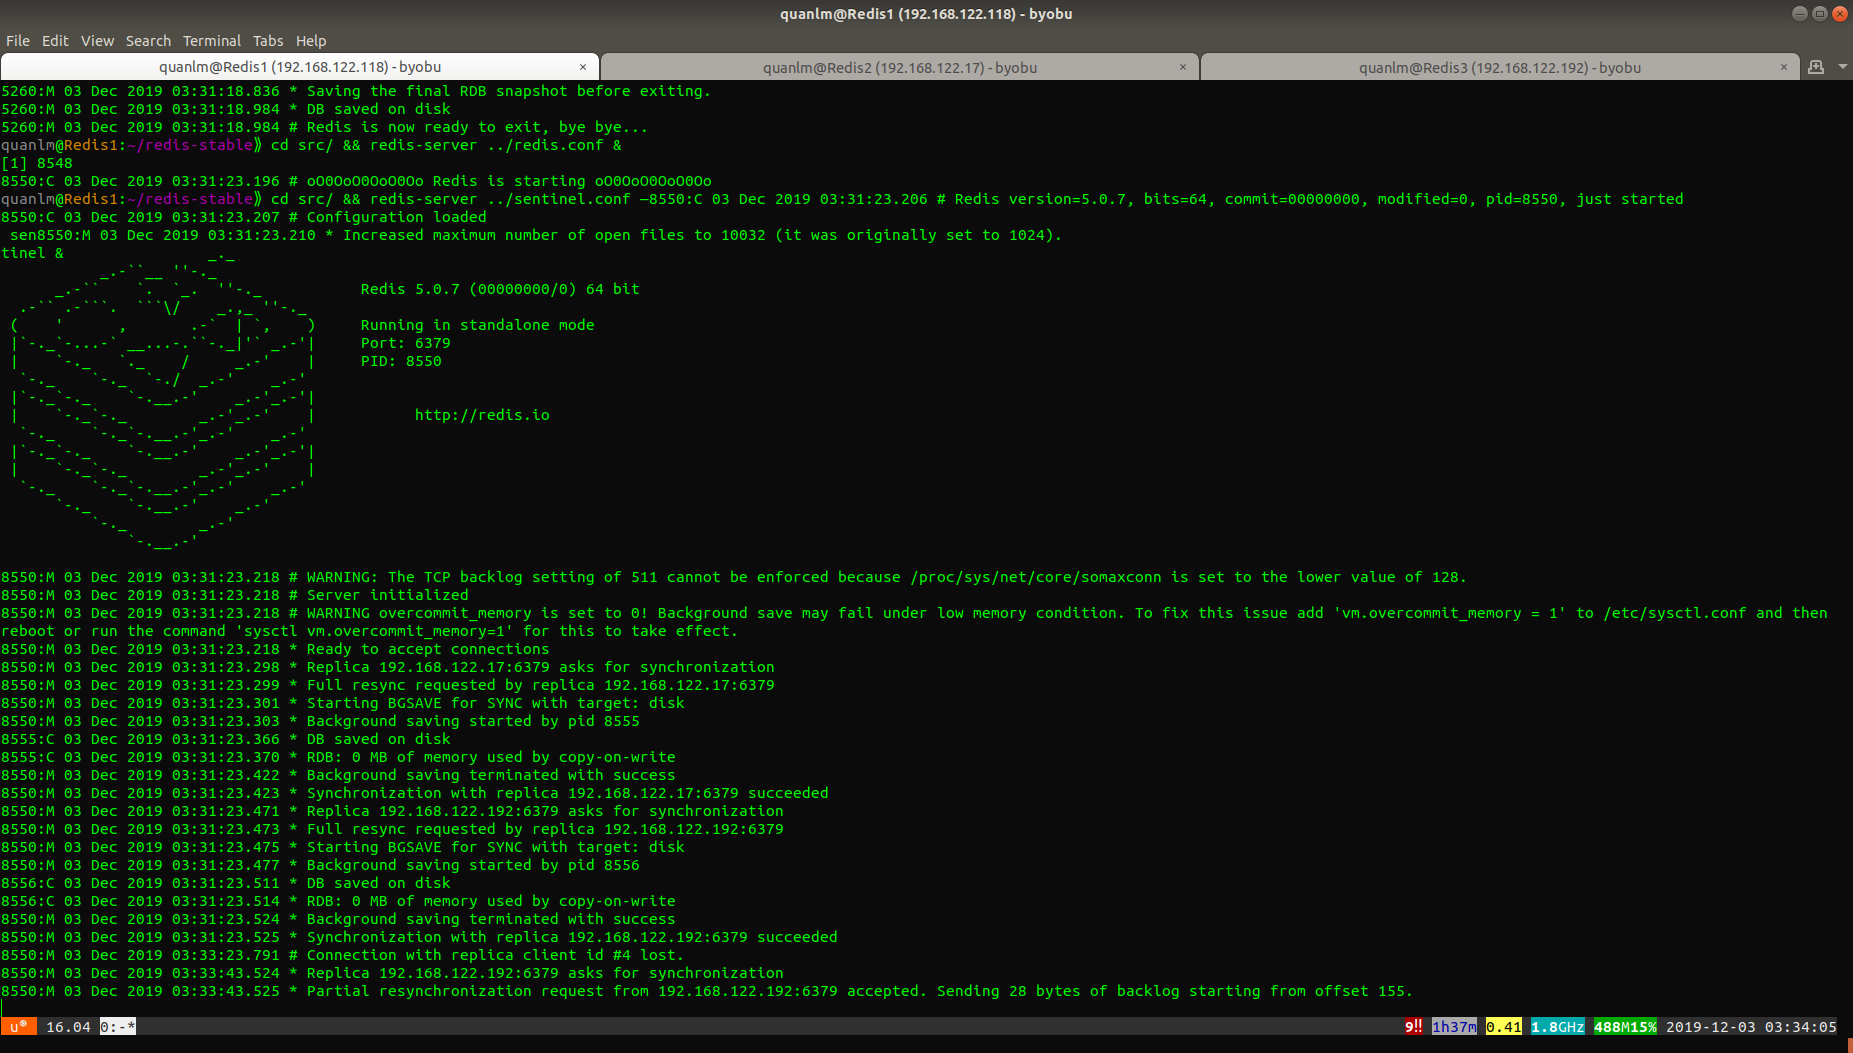 quanlm@Redis1 (192.168.122.118) - byobu
File Edit View Search Terminal Tabs Help
quanlm@Redis1 (192.168.122.118) - byobu × quanlm@Redis2 (192.168.122.17) - byobu × quanlm@Redis3 (192.168.122.192) - byobu ×
5260:M 03 Dec 2019 03:31:18.836 * Saving the final RDB snapshot before exiting.
5260:M 03 Dec 2019 03:31:18.984 * DB saved on disk
5260:M 03 Dec 2019 03:31:18.984 # Redis is now ready to exit, bye bye...
quanlm@Redis1:~/redis-stable⟫ cd src/ && redis-server ../redis.conf &
[1] 8548
8550:C 03 Dec 2019 03:31:23.196 # oO0OoO0OoO0Oo Redis is starting oO0OoO0OoO0Oo
quanlm@Redis1:~/redis-stable⟫ cd src/ && redis-server ../sentinel.conf —8550:C 03 Dec 2019 03:31:23.206 # Redis version=5.0.7, bits=64, commit=00000000, modified=0, pid=8550, just started
8550:C 03 Dec 2019 03:31:23.207 # Configuration loaded
 sen8550:M 03 Dec 2019 03:31:23.210 * Increased maximum number of open files to 10032 (it was originally set to 1024).
tinel &
Redis 5.0.7 (00000000/0) 64 bit
Running in standalone mode
Port: 6379
PID: 8550
http://redis.io
8550:M 03 Dec 2019 03:31:23.218 # WARNING: The TCP backlog setting of 511 cannot be enforced because /proc/sys/net/core/somaxconn is set to the lower value of 128.
8550:M 03 Dec 2019 03:31:23.218 # Server initialized
8550:M 03 Dec 2019 03:31:23.218 # WARNING overcommit_memory is set to 0! Background save may fail under low memory condition. To fix this issue add 'vm.overcommit_memory = 1' to /etc/sysctl.conf and then
reboot or run the command 'sysctl vm.overcommit_memory=1' for this to take effect.
8550:M 03 Dec 2019 03:31:23.218 * Ready to accept connections
8550:M 03 Dec 2019 03:31:23.298 * Replica 192.168.122.17:6379 asks for synchronization
8550:M 03 Dec 2019 03:31:23.299 * Full resync requested by replica 192.168.122.17:6379
8550:M 03 Dec 2019 03:31:23.301 * Starting BGSAVE for SYNC with target: disk
8550:M 03 Dec 2019 03:31:23.303 * Background saving started by pid 8555
8555:C 03 Dec 2019 03:31:23.366 * DB saved on disk
8555:C 03 Dec 2019 03:31:23.370 * RDB: 0 MB of memory used by copy-on-write
8550:M 03 Dec 2019 03:31:23.422 * Background saving terminated with success
8550:M 03 Dec 2019 03:31:23.423 * Synchronization with replica 192.168.122.17:6379 succeeded
8550:M 03 Dec 2019 03:31:23.471 * Replica 192.168.122.192:6379 asks for synchronization
8550:M 03 Dec 2019 03:31:23.473 * Full resync requested by replica 192.168.122.192:6379
8550:M 03 Dec 2019 03:31:23.475 * Starting BGSAVE for SYNC with target: disk
8550:M 03 Dec 2019 03:31:23.477 * Background saving started by pid 8556
8556:C 03 Dec 2019 03:31:23.511 * DB saved on disk
8556:C 03 Dec 2019 03:31:23.514 * RDB: 0 MB of memory used by copy-on-write
8550:M 03 Dec 2019 03:31:23.524 * Background saving terminated with success
8550:M 03 Dec 2019 03:31:23.525 * Synchronization with replica 192.168.122.192:6379 succeeded
8550:M 03 Dec 2019 03:33:23.791 # Connection with replica client id #4 lost.
8550:M 03 Dec 2019 03:33:43.524 * Replica 192.168.122.192:6379 asks for synchronization
8550:M 03 Dec 2019 03:33:43.525 * Partial resynchronization request from 192.168.122.192:6379 accepted. Sending 28 bytes of backlog starting from offset 155.
u 16.04 0:-* 9!! 1h37m 0.41 1.8GHz 488M15% 2019-12-03 03:34:05